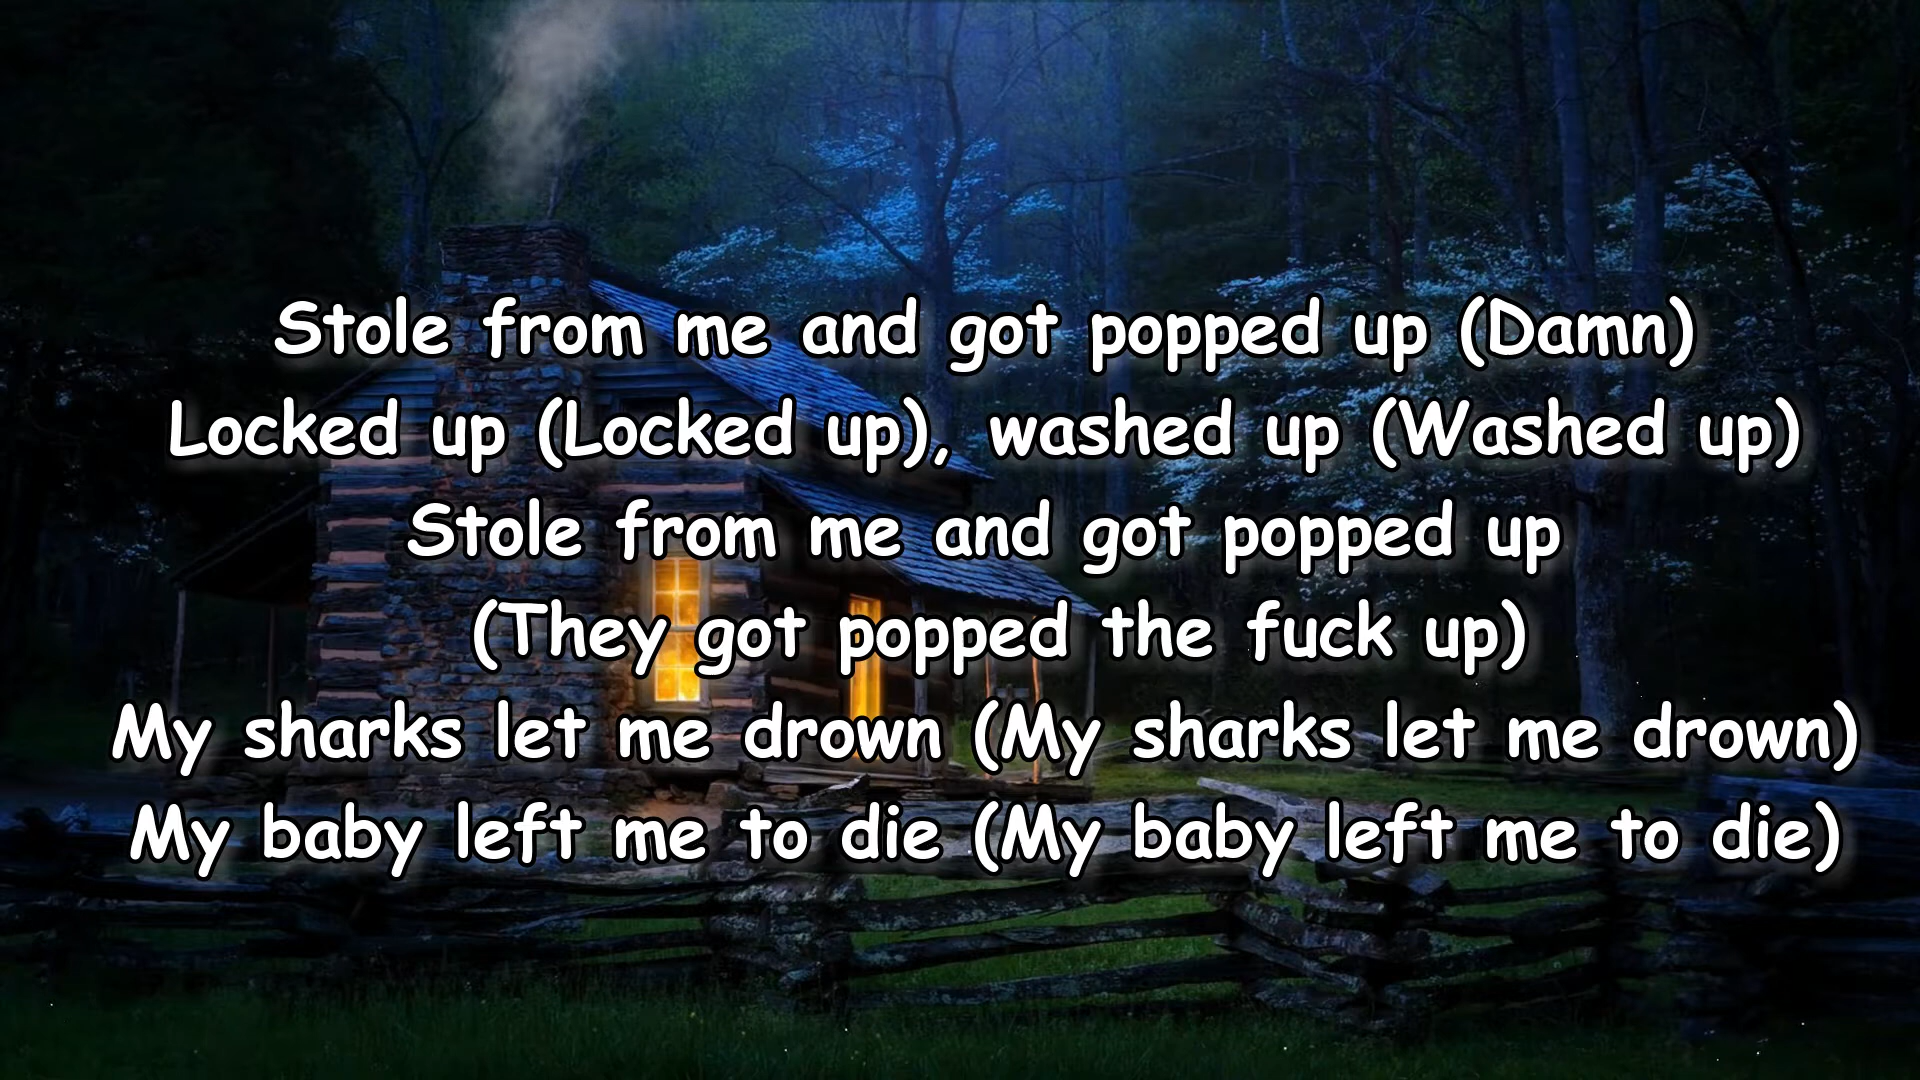 Stole from me and got popped up (Damn)
Locked up (Locked up), washed up (Washed up)
Stole from me and got popped up
(They got popped the fuck up)
My sharks let me drown (My sharks let me drown)
My baby left me to die (My baby left me to die)